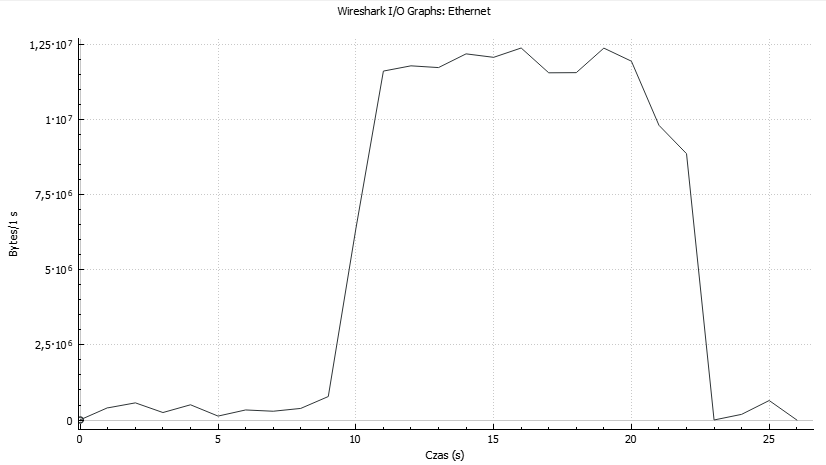 Wireshark I/O Graphs: Ethernet
1,25·10⁷
1·10⁷
7,5·10⁶
5·10⁶
2,5·10⁶
0
Bytes/1 s
0 5 10 15 20 25
Czas (s)